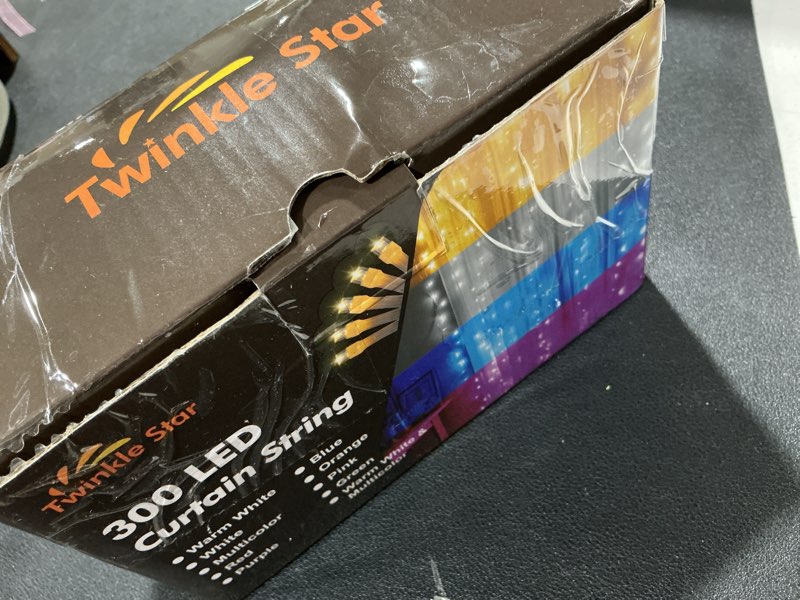 Twinkle Star
Twinkle Star
300 LED
Curtain String
Warm White
White
Multicolor
Red
Purple
Blue
Orange
Pink
Green
Warm White &
Multicolor